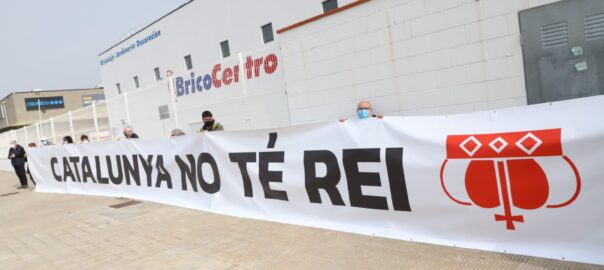 Bricolaje-Jardinería-Decoración
BricoCentro
CATALUNYA NO TÉ REI